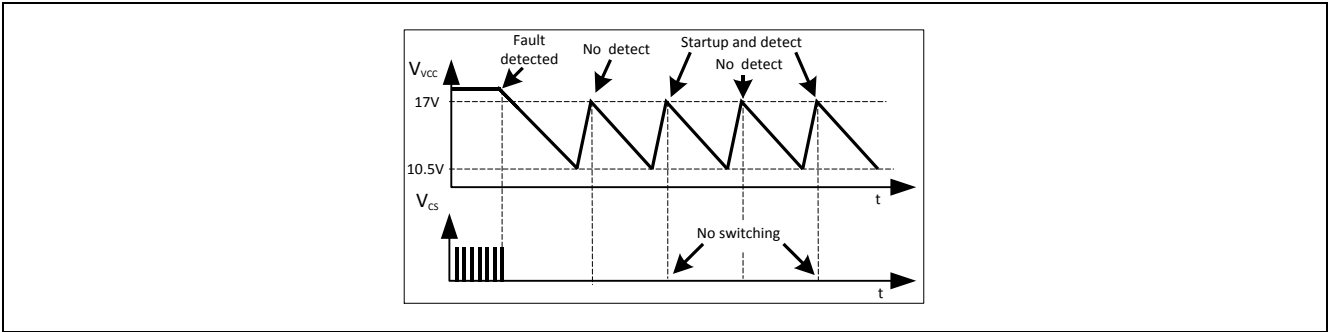 Fault
detected
No detect
Startup and detect
No detect
VVCC
17V
10.5V
t
VCS
No switching
t